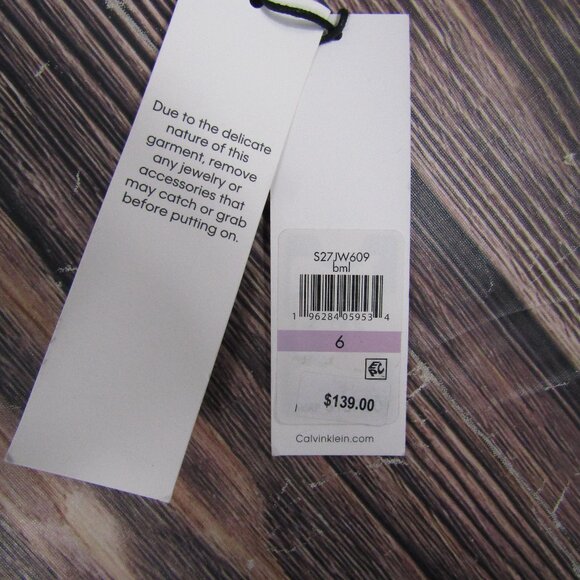 Due to the delicate
nature of this
garment, remove
any jewelry or
accessories that
may catch or grab
before putting on.
S27JW609
bml
1 96284 05953 4
6
$139.00
Calvinklein.com